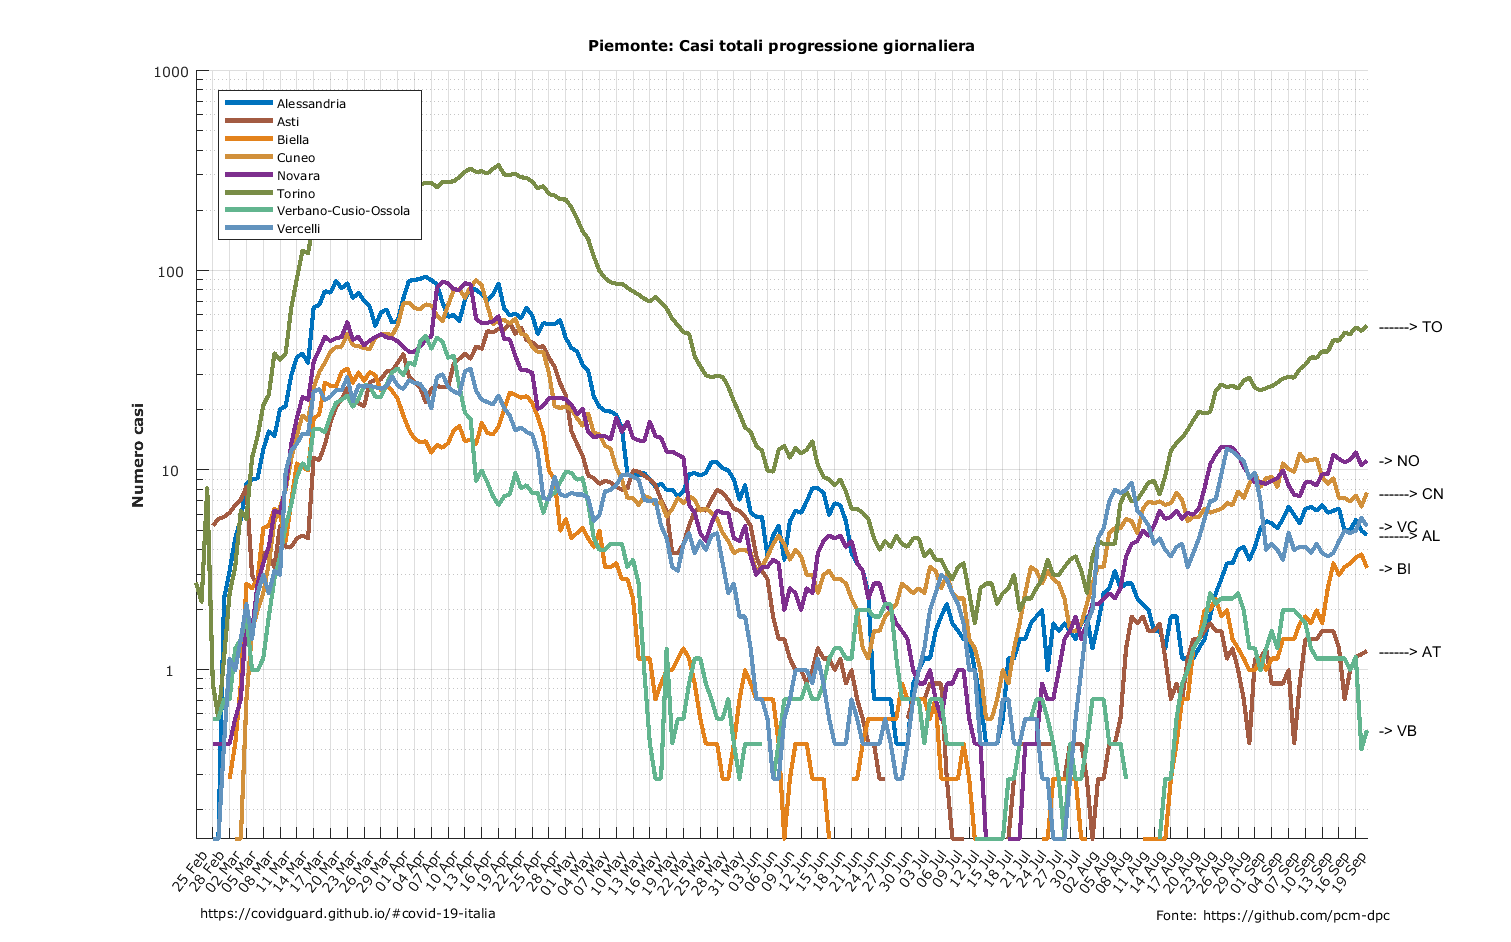 Piemonte: Casi totali progressione giornaliera
1000
100
10
1
Numero casi
Alessandria
Asti
Biella
Cuneo
Novara
Torino
Verbano-Cusio-Ossola
Vercelli
------> TO
-> NO
------> CN
-> VC
------> AL
-> BI
------> AT
-> VB
25 Feb
28 Feb
02 Mar
05 Mar
08 Mar
11 Mar
14 Mar
17 Mar
20 Mar
23 Mar
26 Mar
29 Mar
01 Apr
04 Apr
07 Apr
10 Apr
13 Apr
16 Apr
19 Apr
22 Apr
25 Apr
28 Apr
01 May
04 May
07 May
10 May
13 May
16 May
19 May
22 May
25 May
28 May
31 May
03 Jun
06 Jun
09 Jun
12 Jun
15 Jun
18 Jun
21 Jun
24 Jun
27 Jun
30 Jun
03 Jul
06 Jul
09 Jul
12 Jul
15 Jul
18 Jul
21 Jul
24 Jul
27 Jul
30 Jul
02 Aug
05 Aug
08 Aug
11 Aug
14 Aug
17 Aug
20 Aug
23 Aug
26 Aug
29 Aug
01 Sep
04 Sep
07 Sep
10 Sep
13 Sep
16 Sep
19 Sep
https://covidguard.github.io/#covid-19-italia
Fonte: https://github.com/pcm-dpc